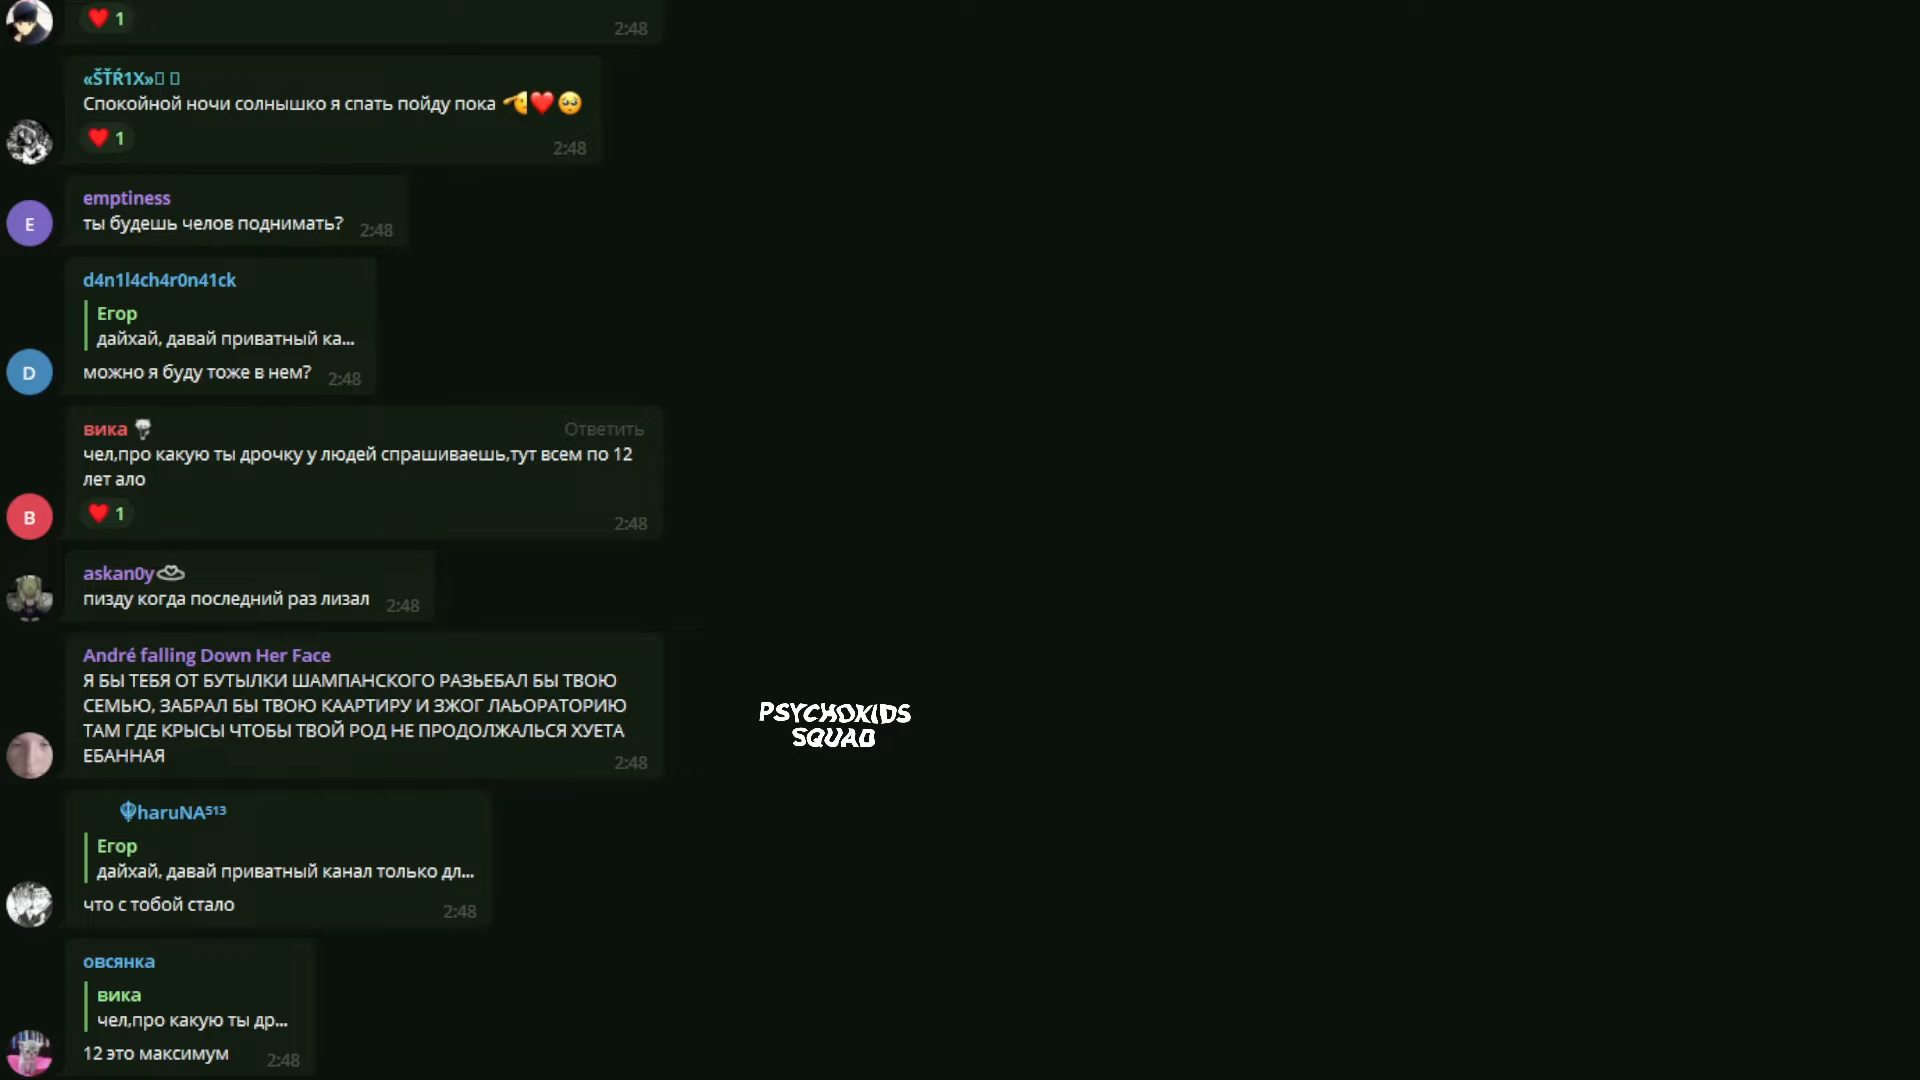 1
2:48
«ŠŤŔ1X»
Спокойной ночи солнышко я спать пойду пока
1
2:48
E
emptiness
ты будешь челов поднимать?
2:48
d4n1l4ch4r0n41ck
Егор
дайхай, давай приватный ка...
D
можно я буду тоже в нем?
2:48
вика
Ответить
чел,про какую ты дрочку у людей спрашиваешь,тут всем по 12
лет ало
В
1
2:48
askan0y
пизду когда последний раз лизал
2:48
André falling Down Her Face
Я БЫ ТЕБЯ ОТ БУТЫЛКИ ШАМПАНСКОГО РАЗЬЕБАЛ БЫ ТВОЮ
СЕМЬЮ, ЗАБРАЛ БЫ ТВОЮ КААРТИРУ И ЗЖОГ ЛАЬОРАТОРИЮ
ТАМ ГДЕ КРЫСЫ ЧТОБЫ ТВОЙ РОД НЕ ПРОДОЛЖАЛЬСЯ ХУЕТА
ЕБАННАЯ
2:48
PSYCHOKIDS
SQUAD
haruNA⁵¹³
Егор
дайхай, давай приватный канал только дл...
что с тобой стало
2:48
овсянка
вика
чел,про какую ты др...
12 это максимум
2:48